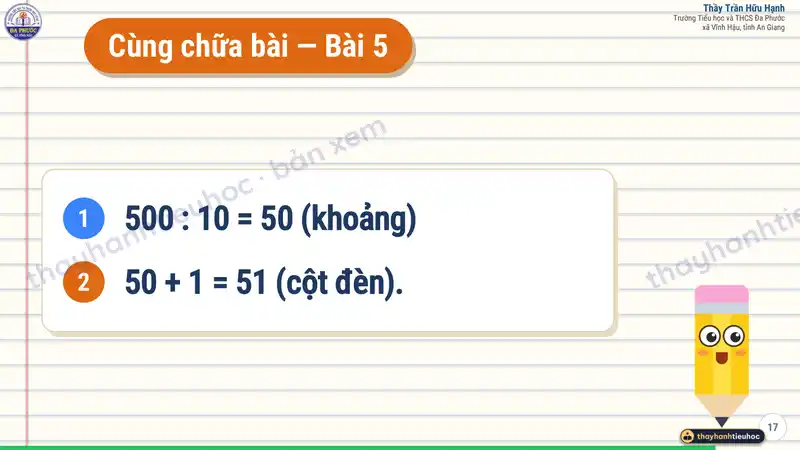 Thầy Trần Hữu Hạnh
Trường Tiểu học và THCS Đa Phước
xã Vĩnh Hậu, tỉnh An Giang
ĐA PHƯỚC
Cùng chữa bài — Bài 5
thayhanhtieuhoc · bản xem
1 500 : 10 = 50 (khoảng)
2 50 + 1 = 51 (cột đèn).
thayhanhtie
17
thayhanhtieuhoc